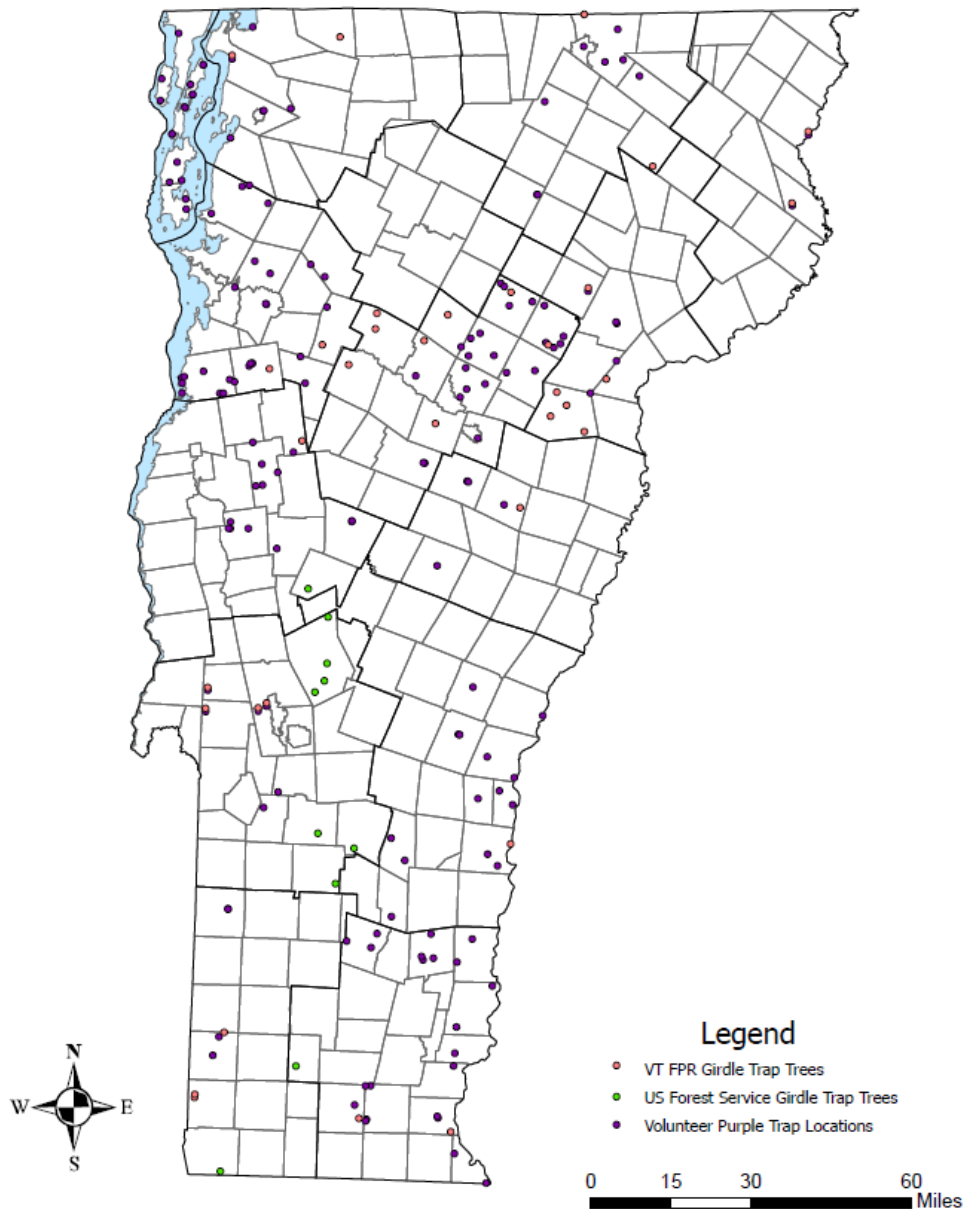 Legend
VT FPR Girdle Trap Trees
US Forest Service Girdle Trap Trees
Volunteer Purple Trap Locations
N
W E
S
0 15 30 60
Miles